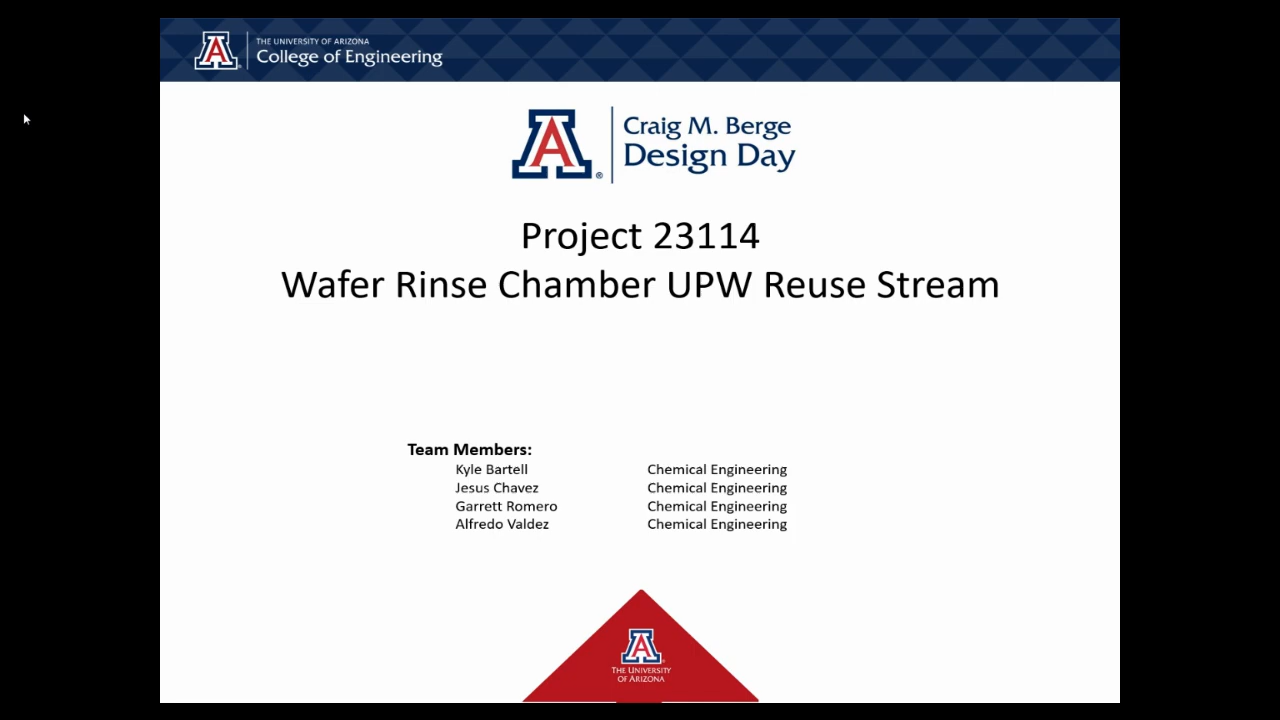 THE UNIVERSITY OF ARIZONA
College of Engineering
A
A
Craig M. Berge
Design Day
Project 23114
Wafer Rinse Chamber UPW Reuse Stream
Team Members:
Kyle Bartell Chemical Engineering
Jesus Chavez Chemical Engineering
Garrett Romero Chemical Engineering
Alfredo Valdez Chemical Engineering
A
THE UNIVERSITY
OF ARIZONA